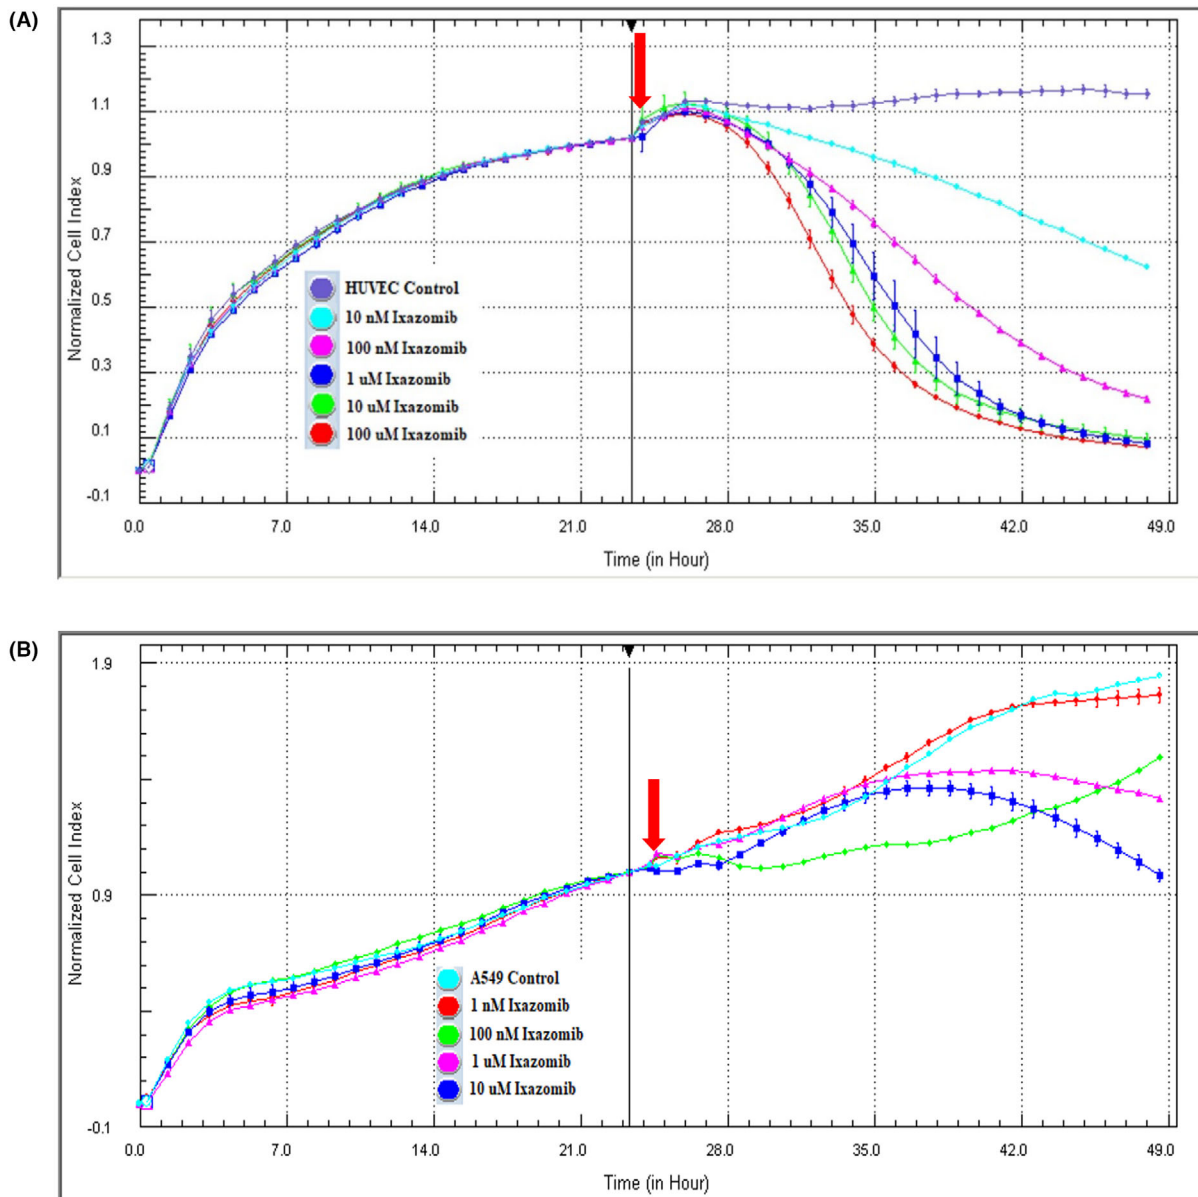 (A)
1.3
1.1
0.9
0.7
0.5
0.3
0.1
-0.1
Normalized Cell Index
HUVEC Control
10 nM Ixazomib
100 nM Ixazomib
1 uM Ixazomib
10 uM Ixazomib
100 uM Ixazomib
0.0 7.0 14.0 21.0 28.0 35.0 42.0 49.0
Time (in Hour)
(B)
1.9
0.9
-0.1
Normalized Cell Index
A549 Control
1 nM Ixazomib
100 nM Ixazomib
1 uM Ixazomib
10 uM Ixazomib
0.0 7.0 14.0 21.0 28.0 35.0 42.0 49.0
Time (in Hour)